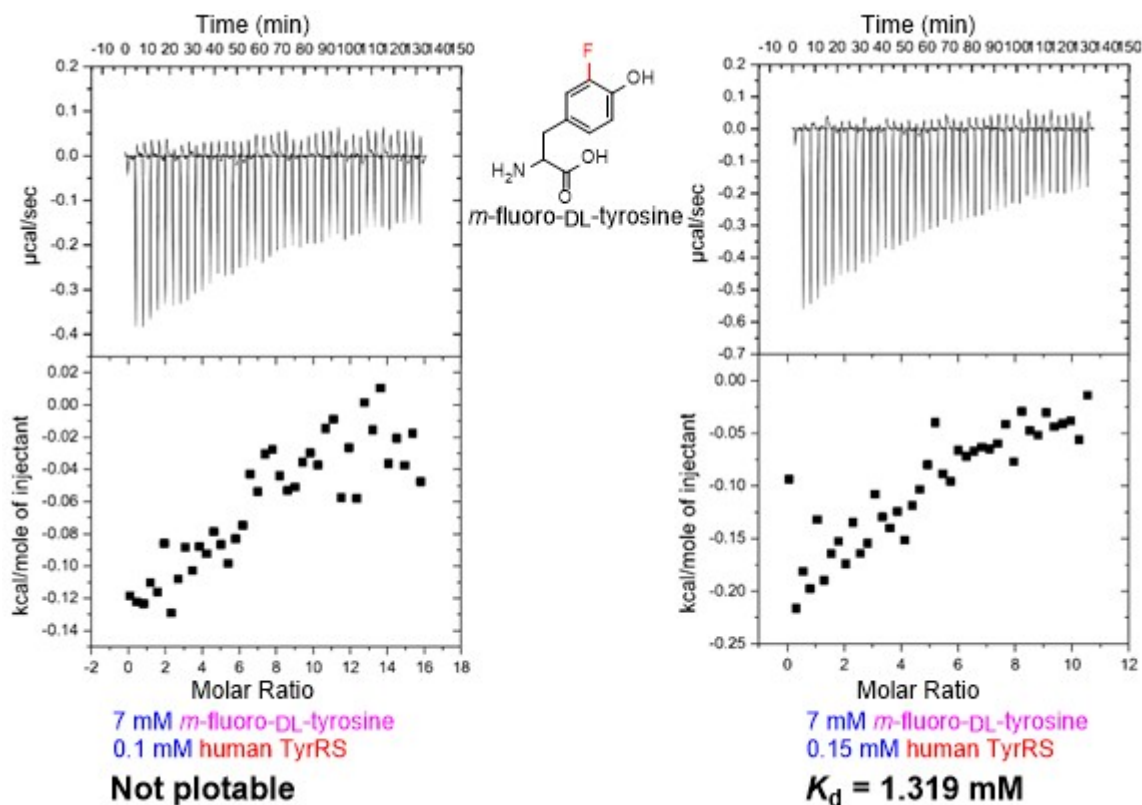 Time (min)
-10 0 10 20 30 40 50 60 70 80 90 100 110 120 130 140 150
0.2
0.1
0.0
-0.1
-0.2
-0.3
-0.4
µcal/sec
0.02
0.00
-0.02
-0.04
-0.06
-0.08
-0.10
-0.12
-0.14
kcal/mole of injectant
-2 0 2 4 6 8 10 12 14 16 18
Molar Ratio
7 mM m-fluoro-DL-tyrosine
0.1 mM human TyrRS
Not plotable
F
OH
OH
H₂N
O
m-fluoro-DL-tyrosine
Time (min)
-10 0 10 20 30 40 50 60 70 80 90 100 110 120 130 140 150
0.2
0.1
0.0
-0.1
-0.2
-0.3
-0.4
-0.5
-0.6
-0.7
µcal/sec
0.00
-0.05
-0.10
-0.15
-0.20
-0.25
kcal/mole of injectant
0 2 4 6 8 10 12
Molar Ratio
7 mM m-fluoro-DL-tyrosine
0.15 mM human TyrRS
Kd = 1.319 mM